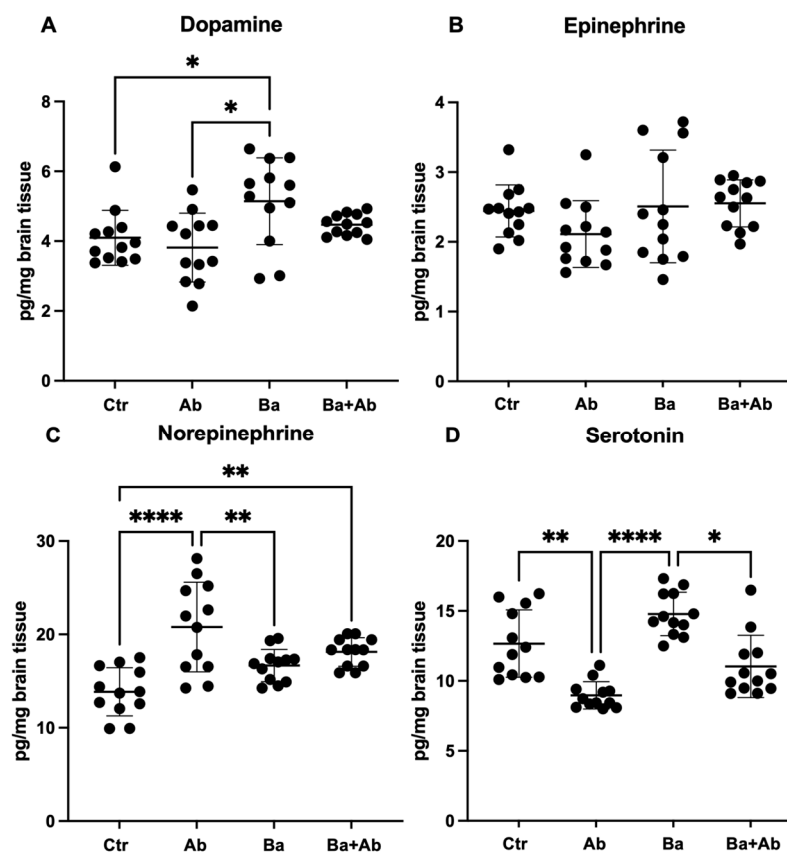 A
Dopamine
*
*
pg/mg brain tissue
8
6
4
2
0
Ctr
Ab
Ba
Ba+Ab
B
Epinephrine
pg/mg brain tissue
4
3
2
1
0
Ctr
Ab
Ba
Ba+Ab
C
Norepinephrine
**
****
**
pg/mg brain tissue
30
20
10
0
Ctr
Ab
Ba
Ba+Ab
D
Serotonin
**
****
*
pg/mg brain tissue
20
15
10
5
0
Ctr
Ab
Ba
Ba+Ab